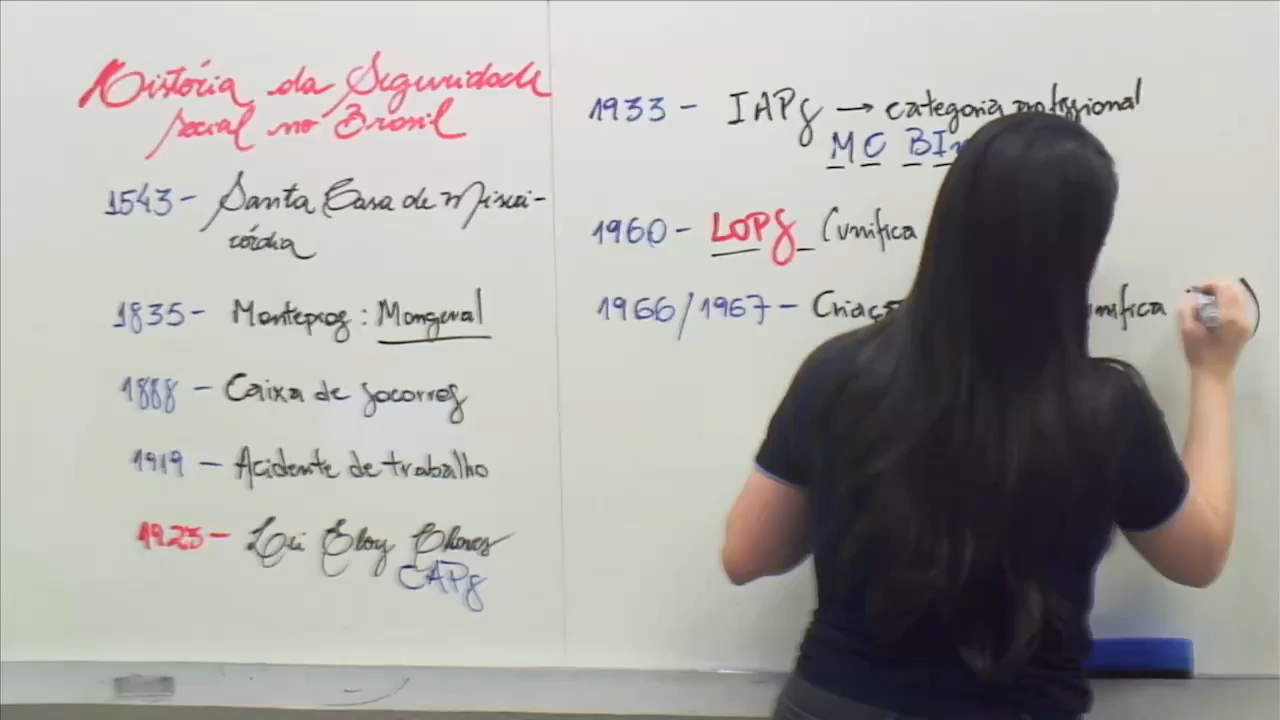 História da Seguridade
social no Brasil
1543 - Santa Casa de Miseri-
córdia
1835 - Montepios : Mongeral
1888 - Caixa de Socorros
1919 - Acidente de trabalho
1923 - Lei Eloy Chaves
CAPs
1933 - IAPs → categoria profissional
MC BI
1960 - LOPS (unifica
1966/1967 - Criaç unifica )